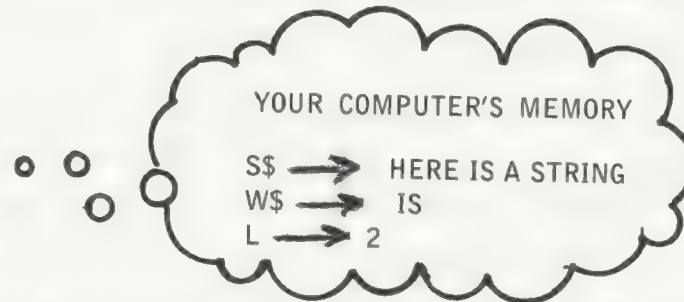 YOUR COMPUTER'S MEMORY
S$ → HERE IS A STRING
W$ → IS
L → 2